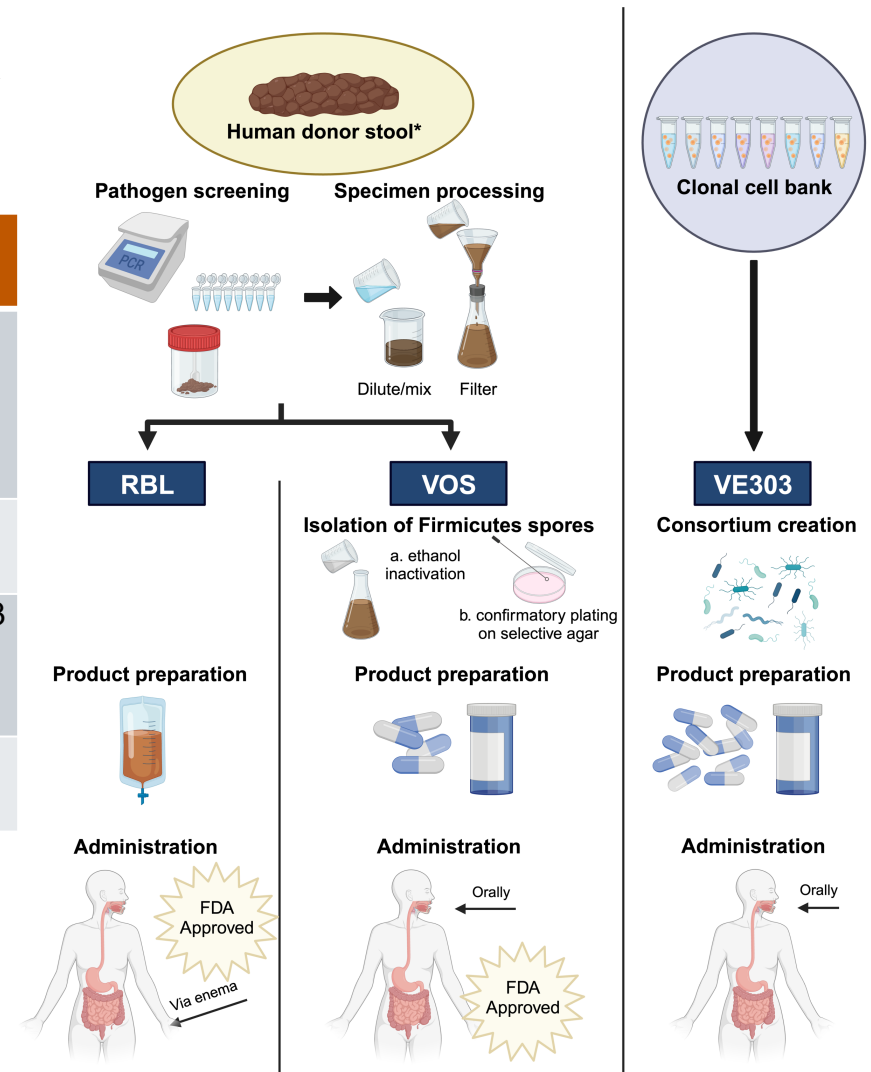 Human donor stool*
Clonal cell bank
Pathogen screening
Specimen processing
PCR
Dilute/mix
Filter
RBL
VOS
VE303
Isolation of Firmicutes spores
a. ethanol
inactivation
b. confirmatory plating
on selective agar
Consortium creation
3
Product preparation
Product preparation
Product preparation
Administration
FDA
Approved
Via enema
Administration
Orally
FDA
Approved
Administration
Orally